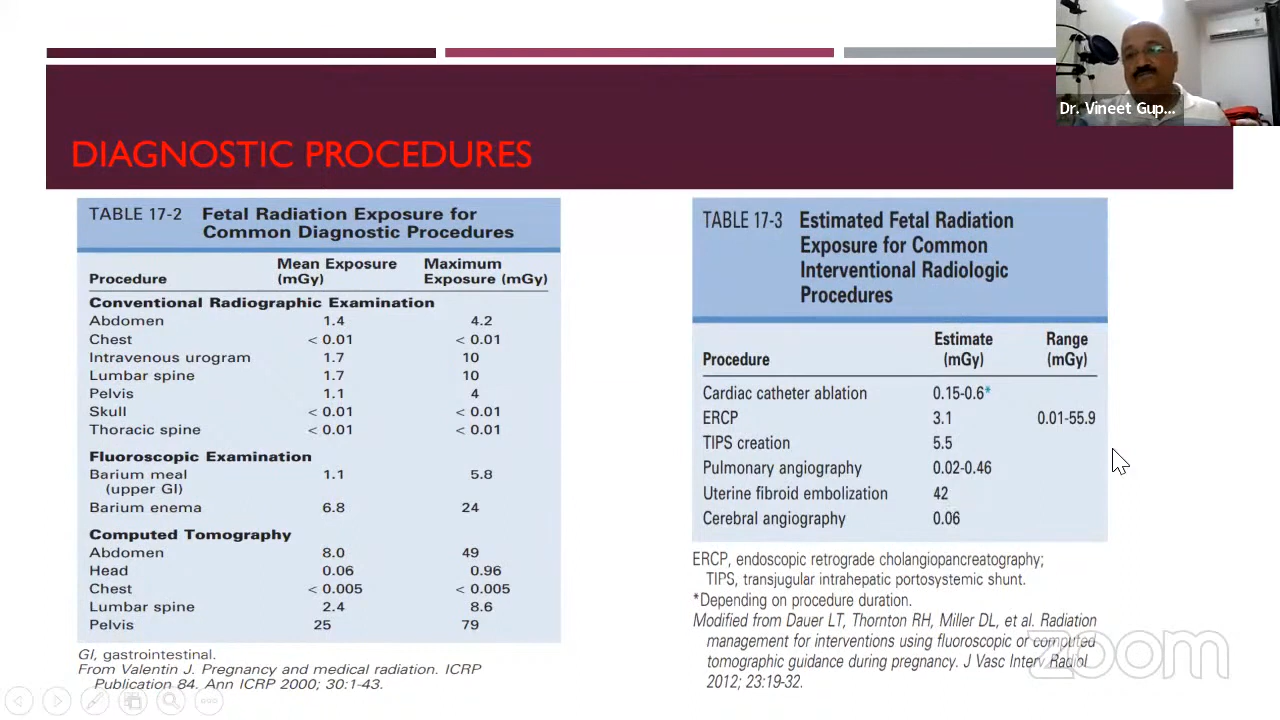 Dr. Vineet Gup...
DIAGNOSTIC PROCEDURES
TABLE 17-2 Fetal Radiation Exposure for
Common Diagnostic Procedures
Mean Exposure Maximum
Procedure (mGy) Exposure (mGy)
Conventional Radiographic Examination
Abdomen 1.4 4.2
Chest < 0.01 < 0.01
Intravenous urogram 1.7 10
Lumbar spine 1.7 10
Pelvis 1.1 4
Skull < 0.01 < 0.01
Thoracic spine < 0.01 < 0.01
Fluoroscopic Examination
Barium meal 1.1 5.8
(upper GI)
Barium enema 6.8 24
Computed Tomography
Abdomen 8.0 49
Head 0.06 0.96
Chest < 0.005 < 0.005
Lumbar spine 2.4 8.6
Pelvis 25 79
GI, gastrointestinal.
From Valentin J. Pregnancy and medical radiation. ICRP
Publication 84. Ann ICRP 2000; 30:1-43.
TABLE 17-3 Estimated Fetal Radiation
Exposure for Common
Interventional Radiologic
Procedures
Estimate Range
Procedure (mGy) (mGy)
Cardiac catheter ablation 0.15-0.6*
ERCP 3.1 0.01-55.9
TIPS creation 5.5
Pulmonary angiography 0.02-0.46
Uterine fibroid embolization 42
Cerebral angiography 0.06
ERCP, endoscopic retrograde cholangiopancreatography;
TIPS, transjugular intrahepatic portosystemic shunt.
*Depending on procedure duration.
Modified from Dauer LT, Thornton RH, Miller DL, et al. Radiation
management for interventions using fluoroscopic or computed
tomographic guidance during pregnancy. J Vasc Interv Radiol
2012; 23:19-32.
zoom